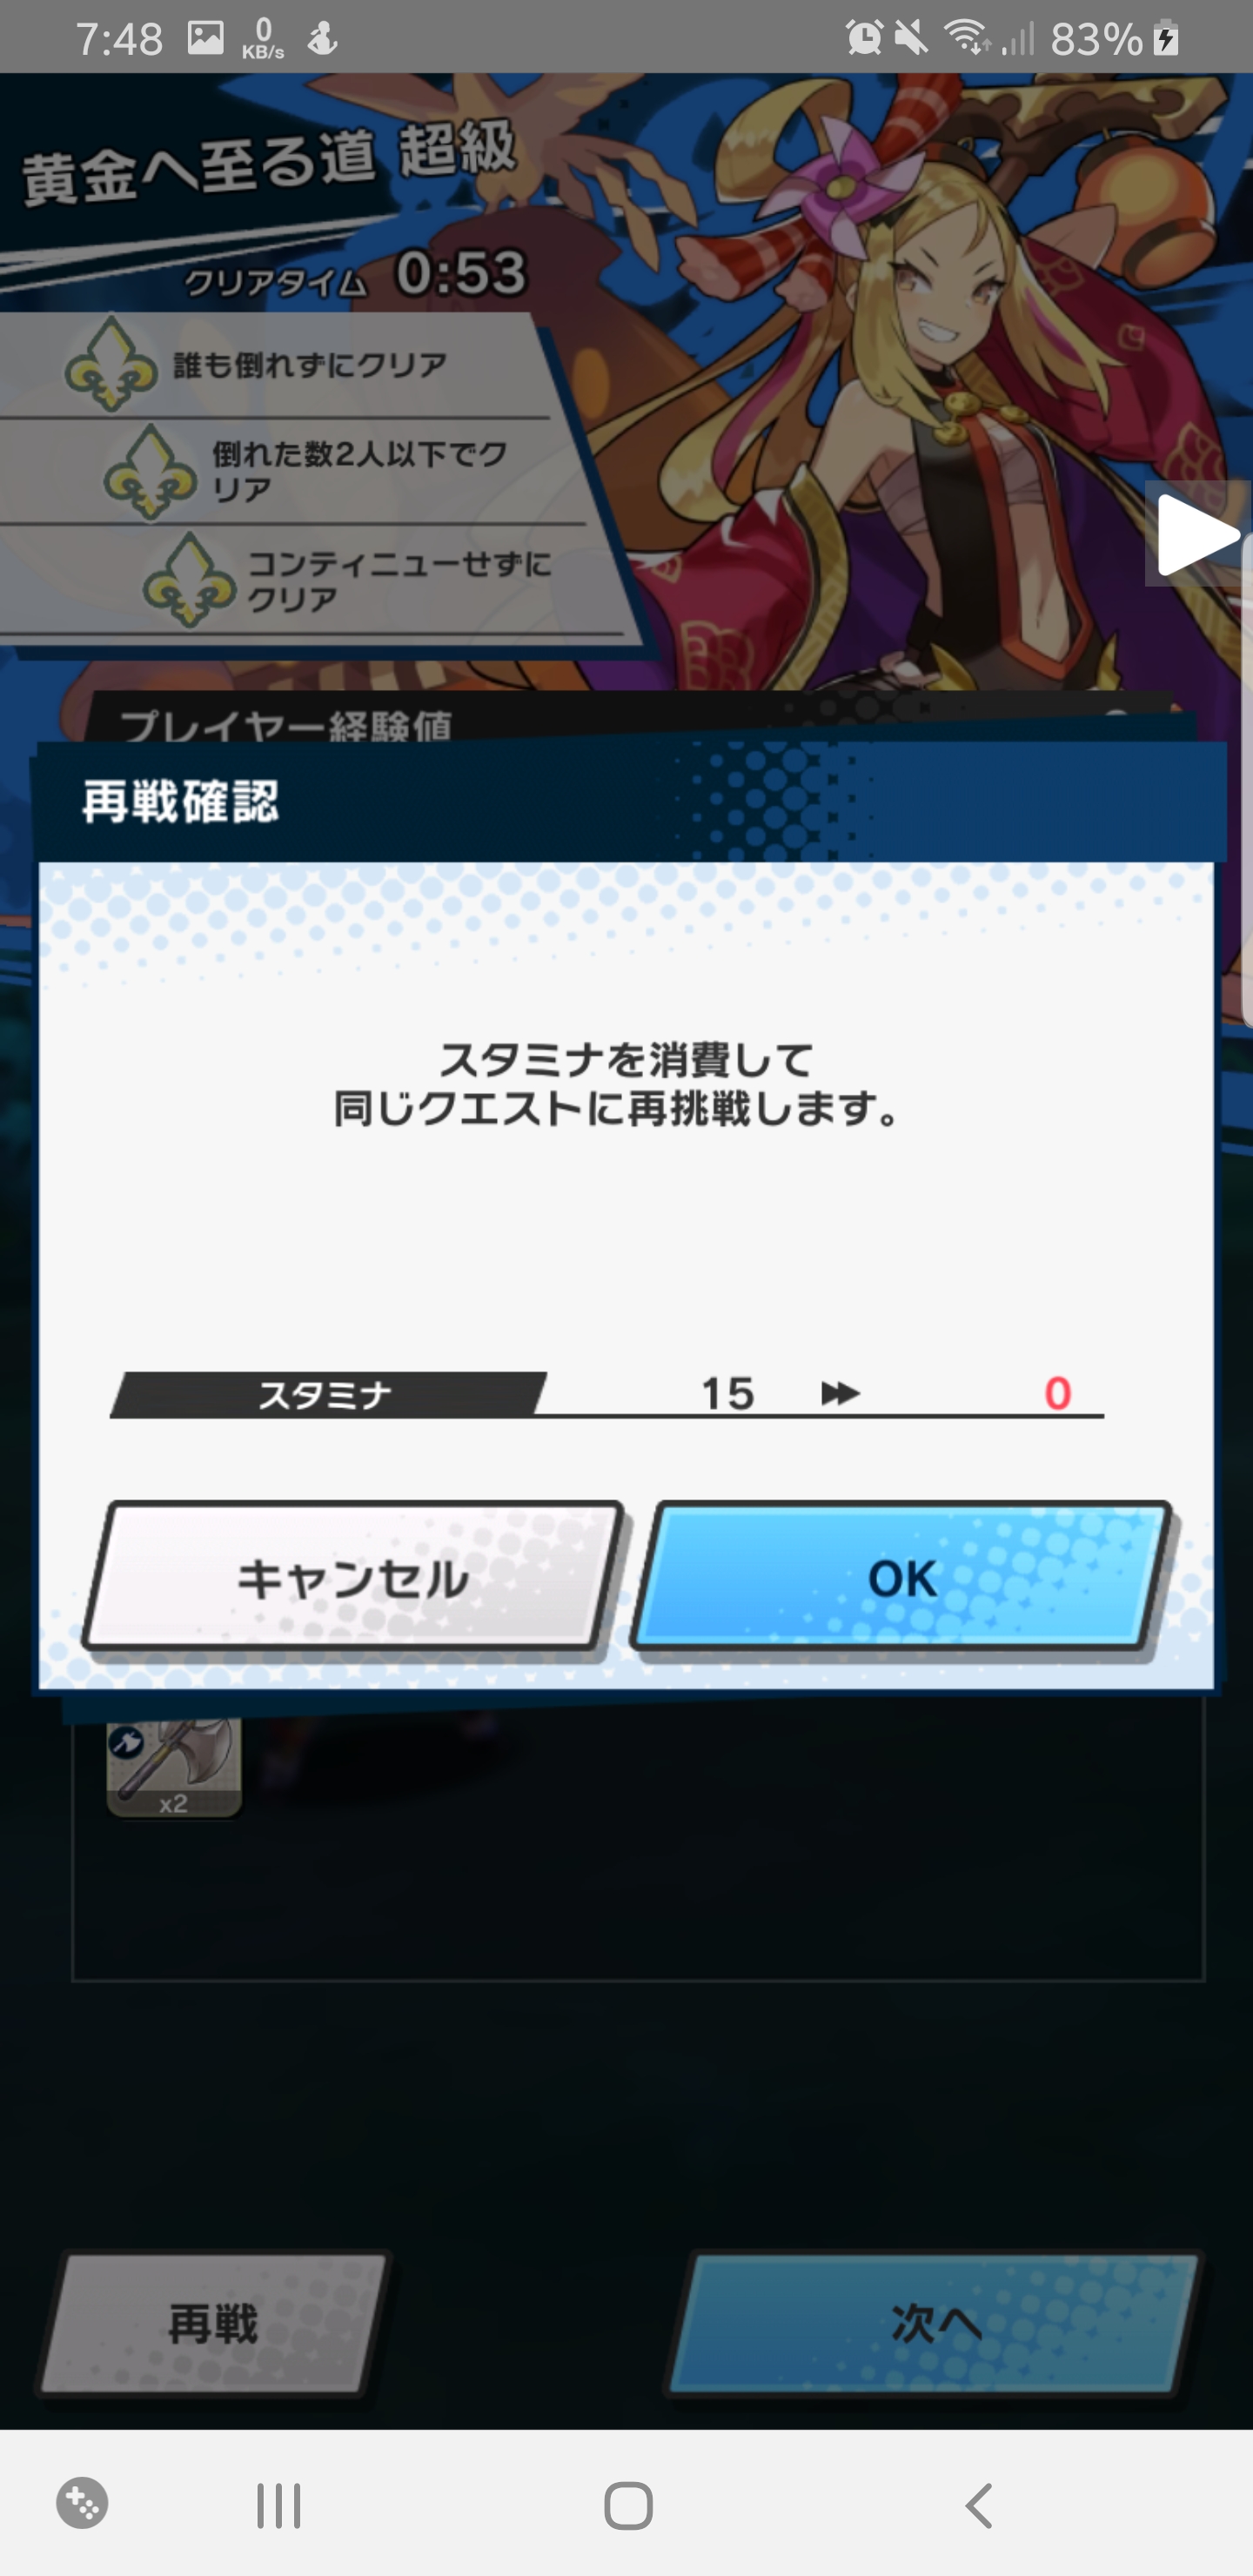 7:48
0
KB/s
83%
黄金へ至る道 超級
クリアタイム 0:53
誰も倒れずにクリア
倒れた数2人以下でク
リア
コンティニューせずに
クリア
プレイヤー経験値
再戦確認
スタミナを消費して
同じクエストに再挑戦します。
スタミナ 15 0
キャンセル OK
x2
再戦 次へ